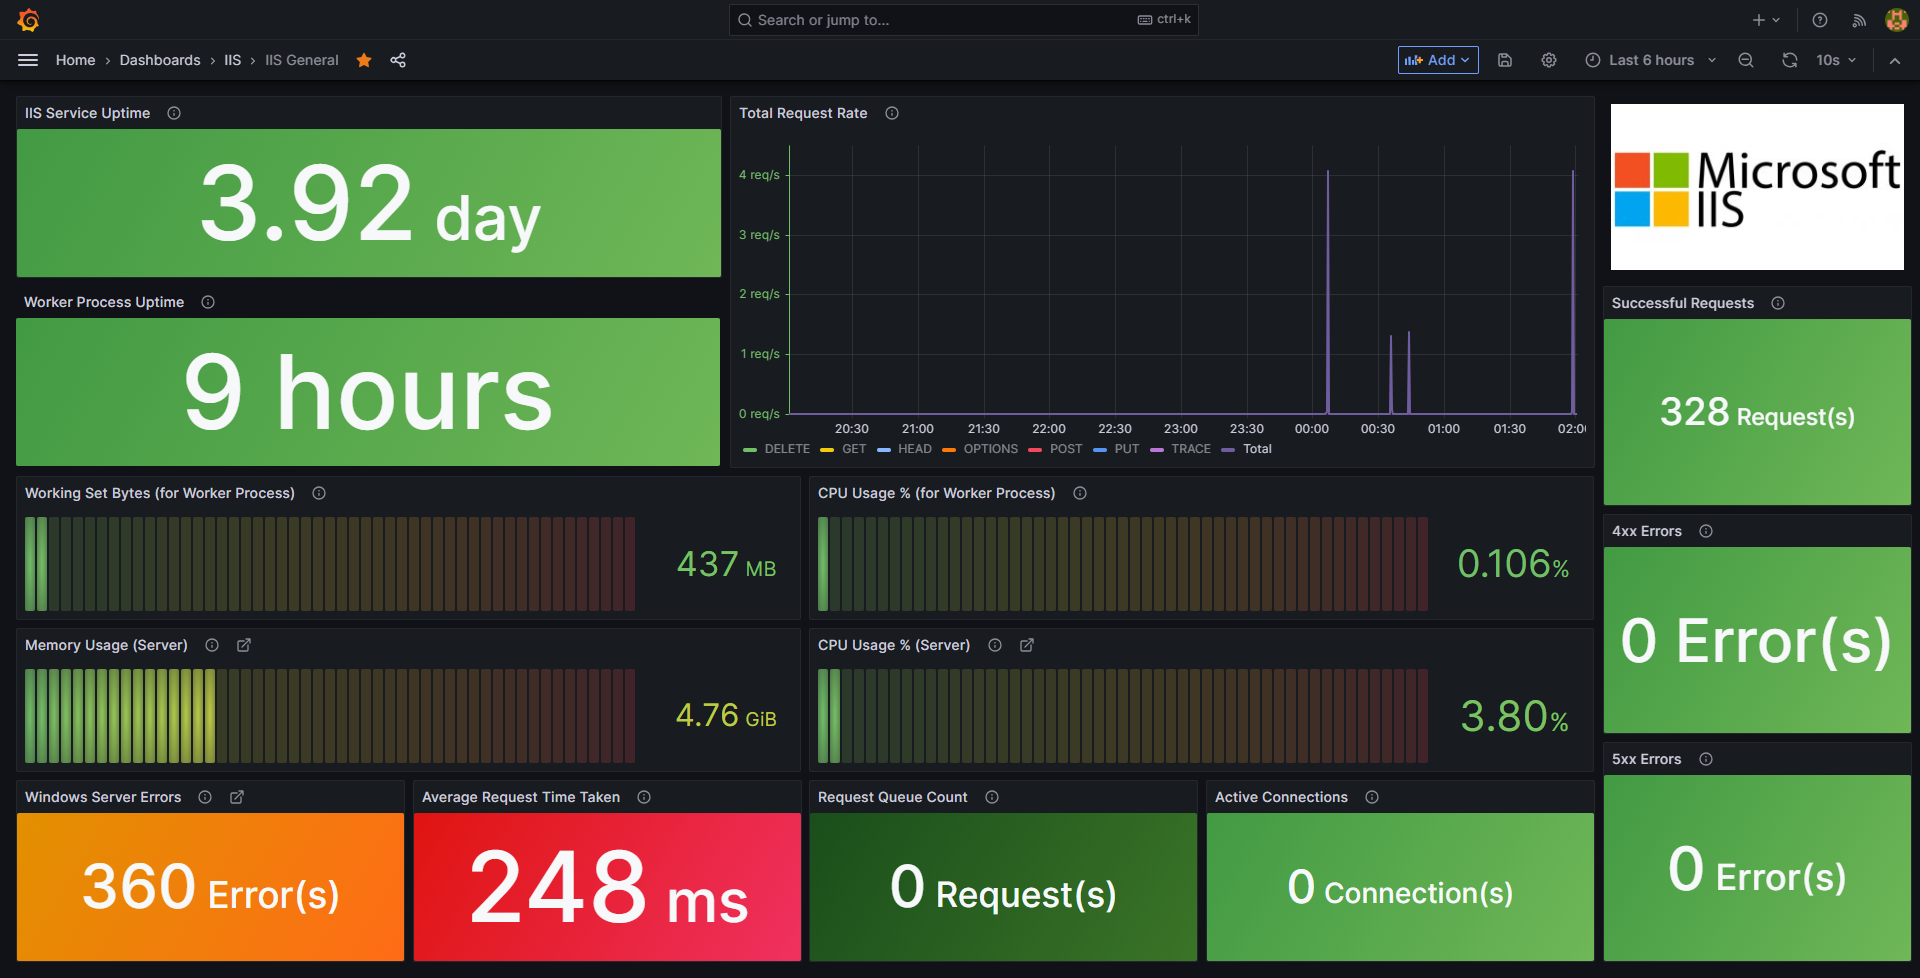 Search or jump to...
ctrl+k
Home › Dashboards › IIS › IIS General
Add
Last 6 hours
10s
IIS Service Uptime
3.92 day
Worker Process Uptime
9 hours
Total Request Rate
4 req/s
3 req/s
2 req/s
1 req/s
0 req/s
20:30 21:00 21:30 22:00 22:30 23:00 23:30 00:00 00:30 01:00 01:30 02:0
DELETE GET HEAD OPTIONS POST PUT TRACE Total
Microsoft
IIS
Successful Requests
328 Request(s)
Working Set Bytes (for Worker Process)
437 MB
CPU Usage % (for Worker Process)
0.106%
4xx Errors
0 Error(s)
Memory Usage (Server)
4.76 GiB
CPU Usage % (Server)
3.80%
5xx Errors
0 Error(s)
Windows Server Errors
360 Error(s)
Average Request Time Taken
248 ms
Request Queue Count
0 Request(s)
Active Connections
0 Connection(s)